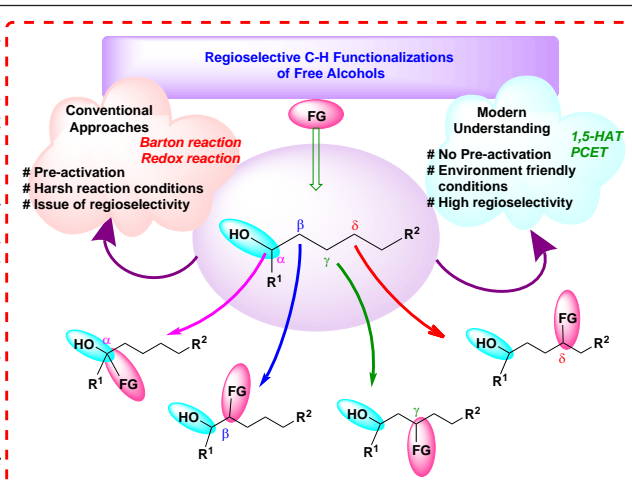 Regioselective C-H Functionalizations
of Free Alcohols
Conventional
Approaches
Barton reaction
Redox reaction
# Pre-activation
# Harsh reaction conditions
# Issue of regioselectivity
FG
Modern
Understanding
1,5-HAT
PCET
# No Pre-activation
# Environment friendly
conditions
# High regioselectivity
HO
α
β
γ
δ
R¹
R²
HO
α
R¹
FG
R²
HO
β
R¹
FG
R²
HO
γ
R¹
FG
R²
HO
δ
R¹
FG
R²